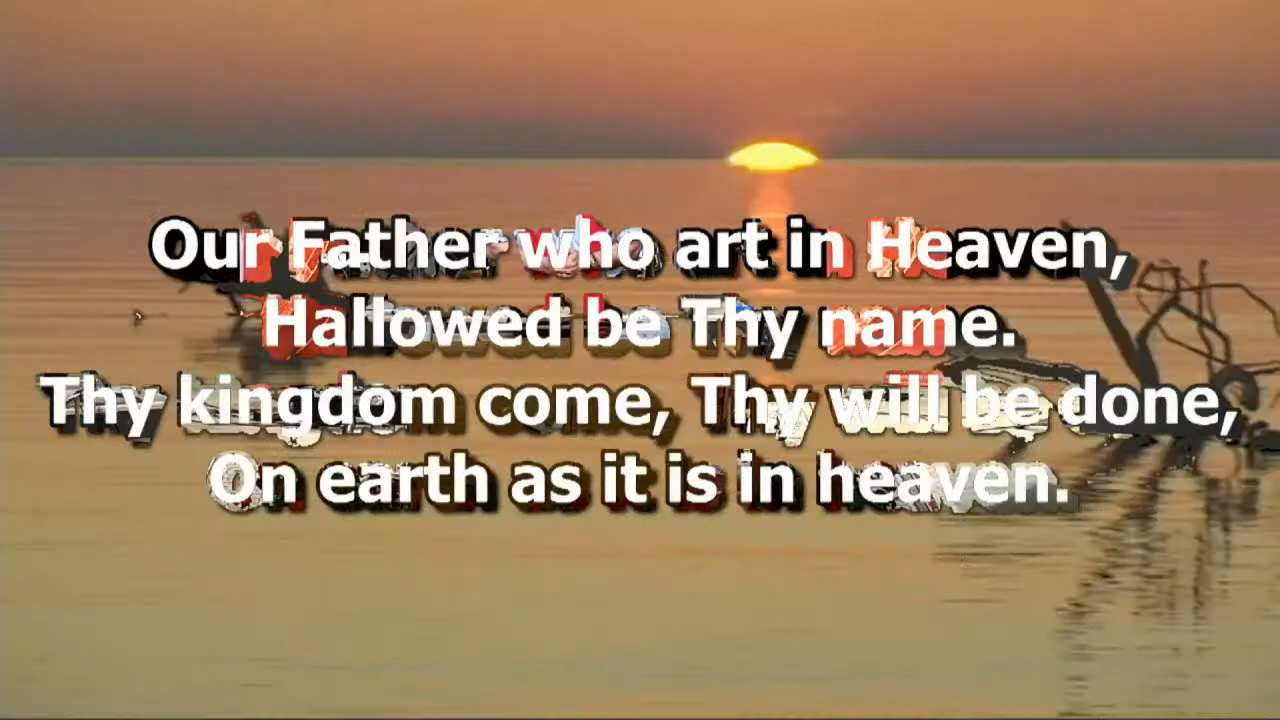 Our Father who art in Heaven,
Hallowed be Thy name.
Thy kingdom come, Thy will be done,
On earth as it is in heaven.